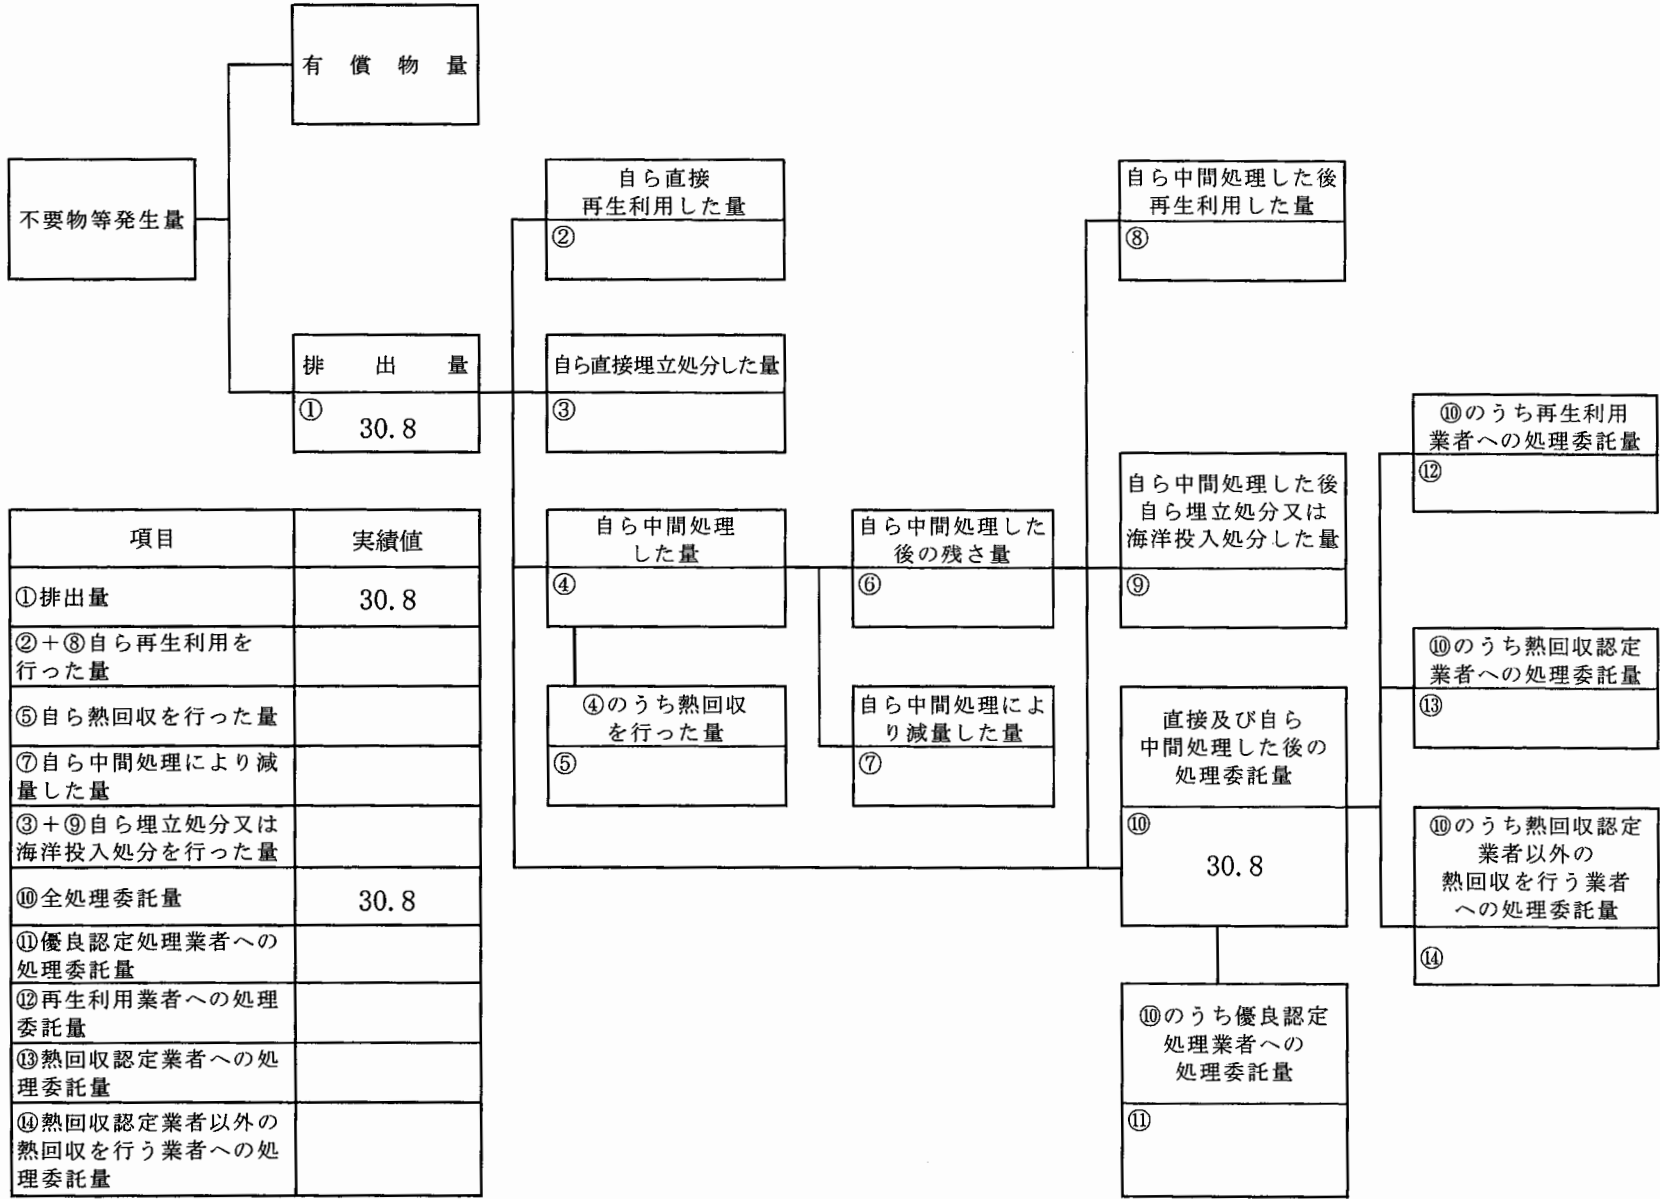 有償物量
不要物等発生量
排出量
①
30.8
自ら直接
再生利用した量
②
自ら直接埋立処分した量
③
自ら中間処理
した量
④
④のうち熱回収
を行った量
⑤
自ら中間処理した
後の残さ量
⑥
自ら中間処理によ
り減量した量
⑦
自ら中間処理した後
再生利用した量
⑧
自ら中間処理した後
自ら埋立処分又は
海洋投入処分した量
⑨
直接及び自ら
中間処理した後の
処理委託量
⑩
30.8
⑩のうち優良認定
処理業者への
処理委託量
⑪
⑩のうち再生利用
業者への処理委託量
⑫
⑩のうち熱回収認定
業者への処理委託量
⑬
⑩のうち熱回収認定
業者以外の
熱回収を行う業者
への処理委託量
⑭
項目 実績値
①排出量 30.8
②＋⑧自ら再生利用を
行った量
⑤自ら熱回収を行った量
⑦自ら中間処理により減
量した量
③＋⑨自ら埋立処分又は
海洋投入処分を行った量
⑩全処理委託量 30.8
⑪優良認定処理業者への
処理委託量
⑫再生利用業者への処理
委託量
⑬熱回収認定業者への処
理委託量
⑭熱回収認定業者以外の
熱回収を行う業者への処
理委託量